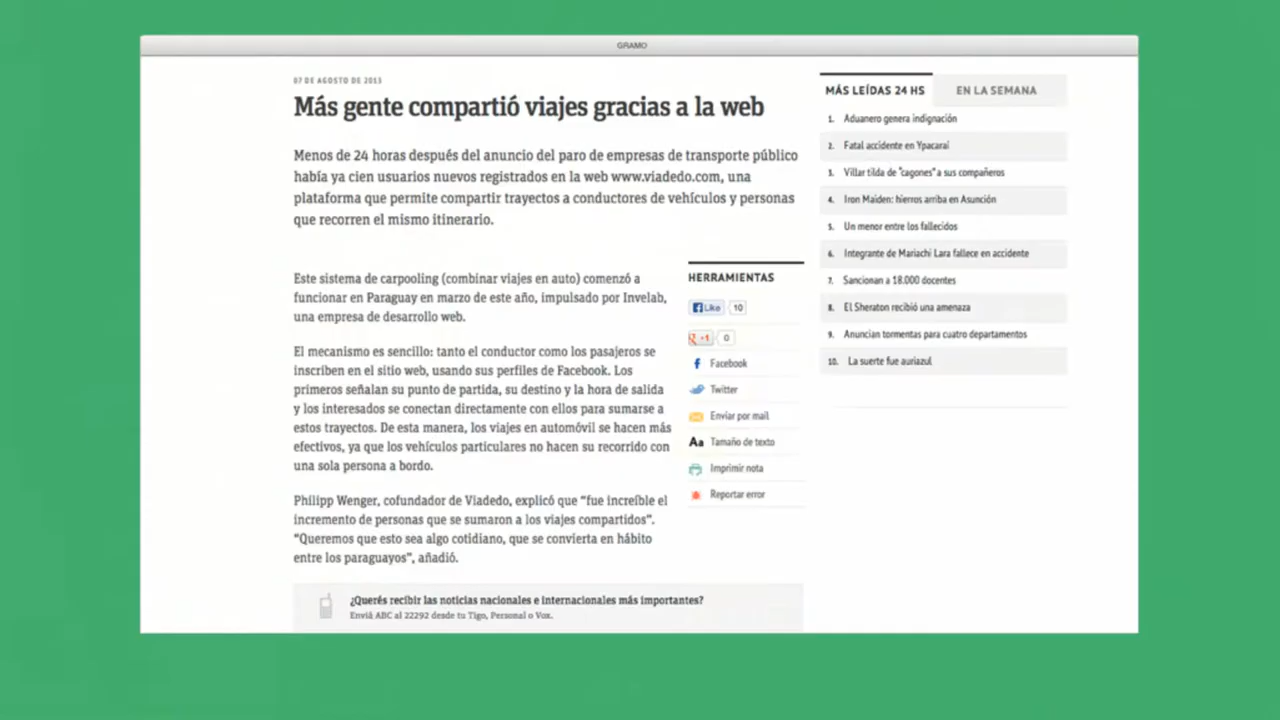 GRAMO
07 DE AGOSTO DE 2013
Más gente compartió viajes gracias a la web
Menos de 24 horas después del anuncio del paro de empresas de transporte público
había ya cien usuarios nuevos registrados en la web www.viadedo.com, una
plataforma que permite compartir trayectos a conductores de vehículos y personas
que recorren el mismo itinerario.
Este sistema de carpooling (combinar viajes en auto) comenzó a
funcionar en Paraguay en marzo de este año, impulsado por Invelab,
una empresa de desarrollo web.
El mecanismo es sencillo: tanto el conductor como los pasajeros se
inscriben en el sitio web, usando sus perfiles de Facebook. Los
primeros señalan su punto de partida, su destino y la hora de salida
y los interesados se conectan directamente con ellos para sumarse a
estos trayectos. De esta manera, los viajes en automóvil se hacen más
efectivos, ya que los vehículos particulares no hacen su recorrido con
una sola persona a bordo.
Philipp Wenger, cofundador de Viadedo, explicó que "fue increíble el
incremento de personas que se sumaron a los viajes compartidos".
"Queremos que esto sea algo cotidiano, que se convierta en hábito
entre los paraguayos", añadió.
¿Querés recibir las noticias nacionales e internacionales más importantes?
Enviá ABC al 22292 desde tu Tigo, Personal o Vox.
HERRAMIENTAS
Like 10
+1 0
Facebook
Twitter
Enviar por mail
Aa Tamaño de texto
Imprimir nota
Reportar error
MÁS LEÍDAS 24 HS EN LA SEMANA
1. Aduanero genera indignación
2. Fatal accidente en Ypacaraí
3. Villar tilda de "cagones" a sus compañeros
4. Iron Maiden: hierros arriba en Asunción
5. Un menor entre los fallecidos
6. Integrante de Mariachi Lara fallece en accidente
7. Sancionan a 18.000 docentes
8. El Sheraton recibió una amenaza
9. Anuncian tormentas para cuatro departamentos
10. La suerte fue auriazul